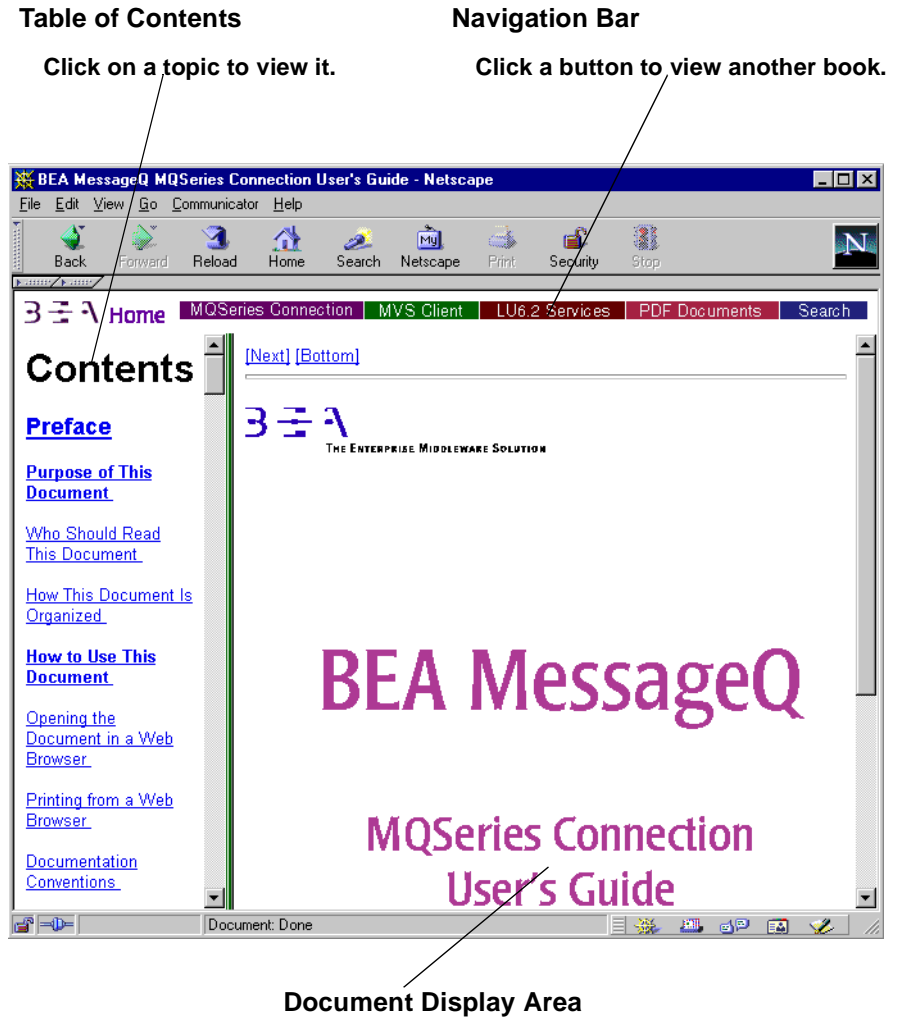 Table of Contents
Navigation Bar
Click on a topic to view it.
Click a button to view another book.
BEA MessageQ MQSeries Connection User's Guide - Netscape
File Edit View Go Communicator Help
Back Forward Reload Home Search Netscape Print Security Stop
My
N
BEA Home MQSeries Connection MVS Client LU6.2 Services PDF Documents Search
Contents
Preface
Purpose of This
Document
Who Should Read
This Document
How This Document Is
Organized
How to Use This
Document
Opening the
Document in a Web
Browser
Printing from a Web
Browser
Documentation
Conventions
[Next] [Bottom]
BEA
THE ENTERPRISE MIDDLEWARE SOLUTION
BEA MessageQ
MQSeries Connection
User's Guide
Document: Done
Document Display Area